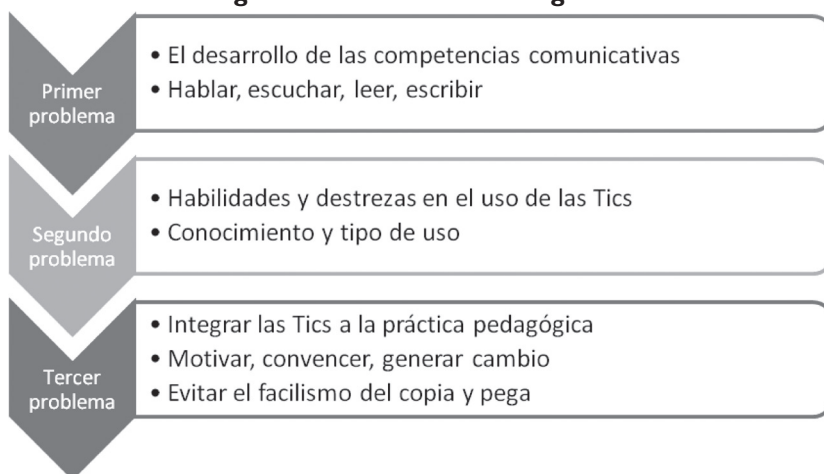 Primer
problema
• El desarrollo de las competencias comunicativas
• Hablar, escuchar, leer, escribir
Segundo
problema
• Habilidades y destrezas en el uso de las Tics
• Conocimiento y tipo de uso
Tercer
problema
• Integrar las Tics a la práctica pedagógica
• Motivar, convencer, generar cambio
• Evitar el facilismo del copia y pega